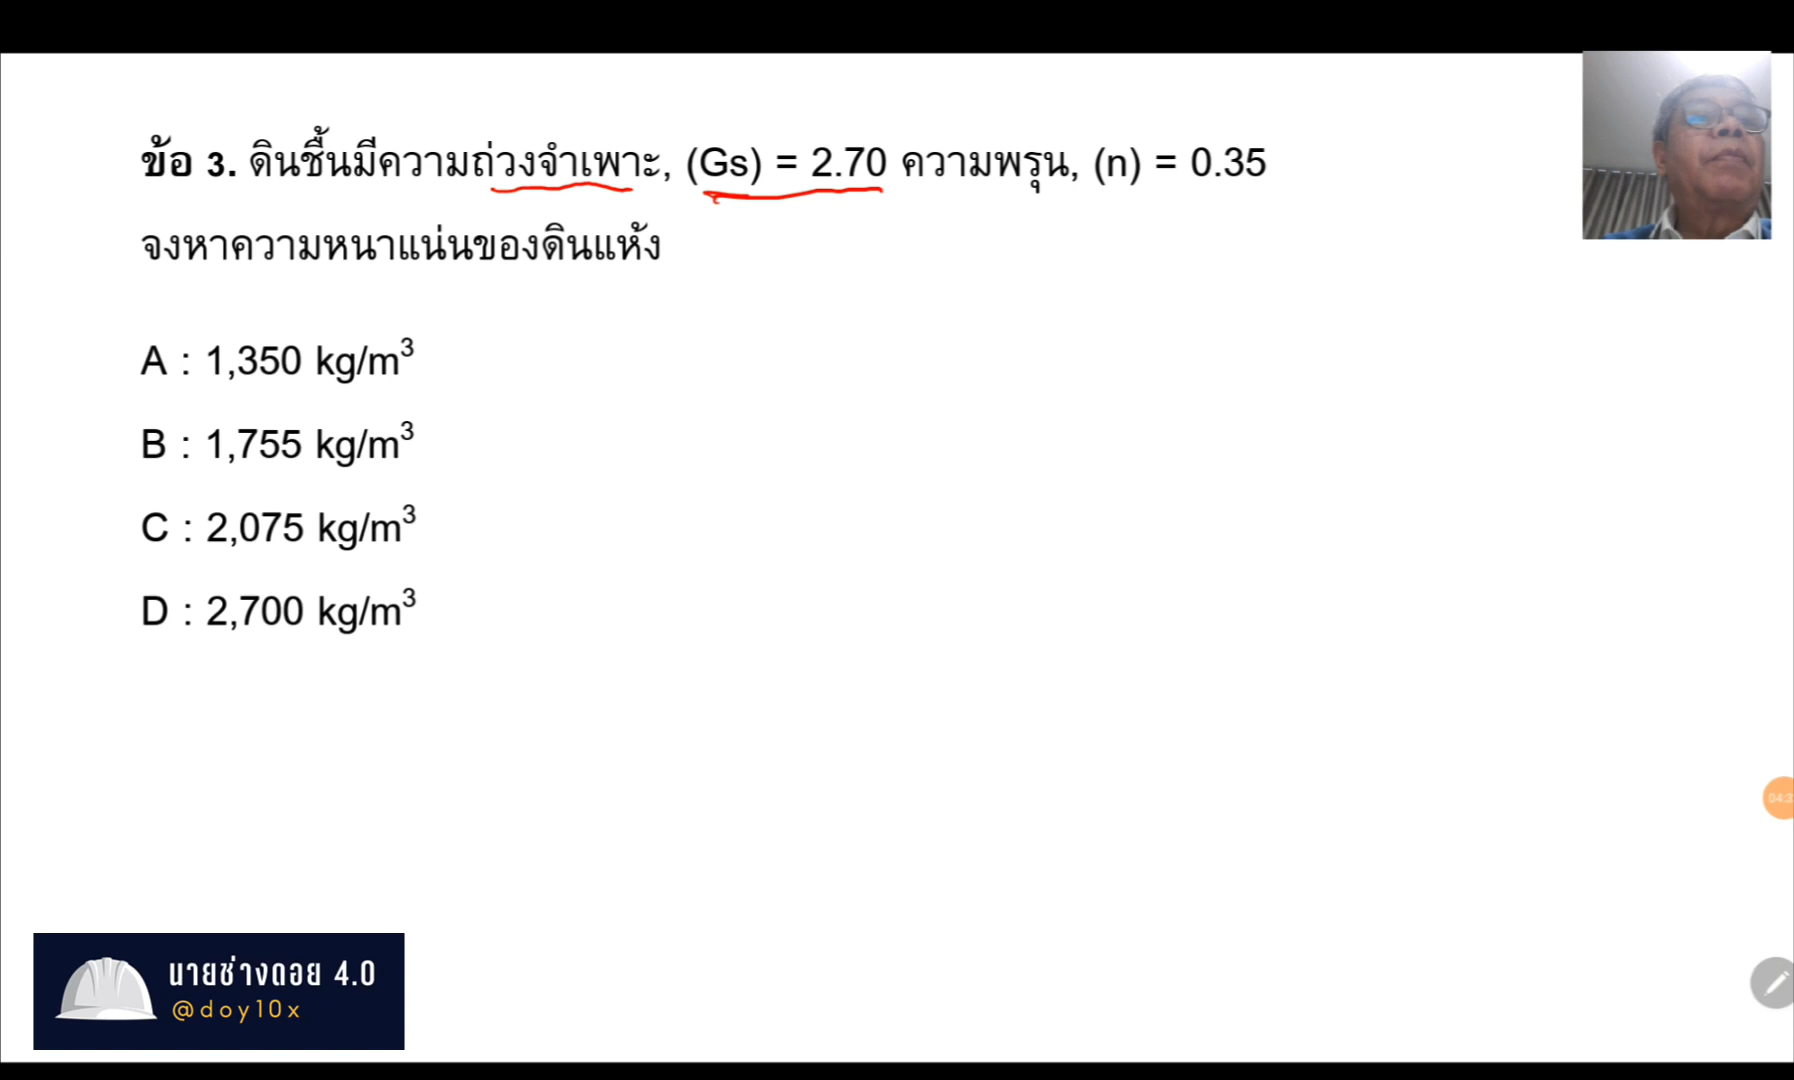 ข้อ 3. ดินชื้นมีความถ่วงจำเพาะ, (Gs) = 2.70 ความพรุน, (n) = 0.35
จงหาความหนาแน่นของดินแห้ง
A : 1,350 kg/m³
B : 1,755 kg/m³
C : 2,075 kg/m³
D : 2,700 kg/m³
นายช่างดอย 4.0
@doy10x